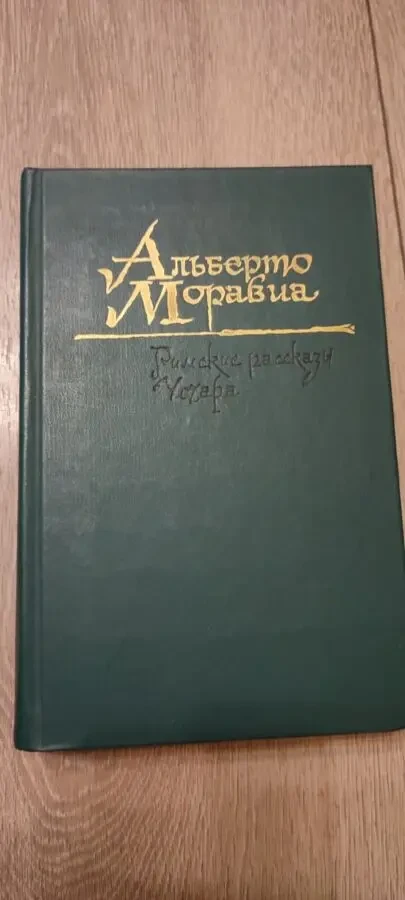 Альберто
Моравиа
Римские рассказы
Чочара